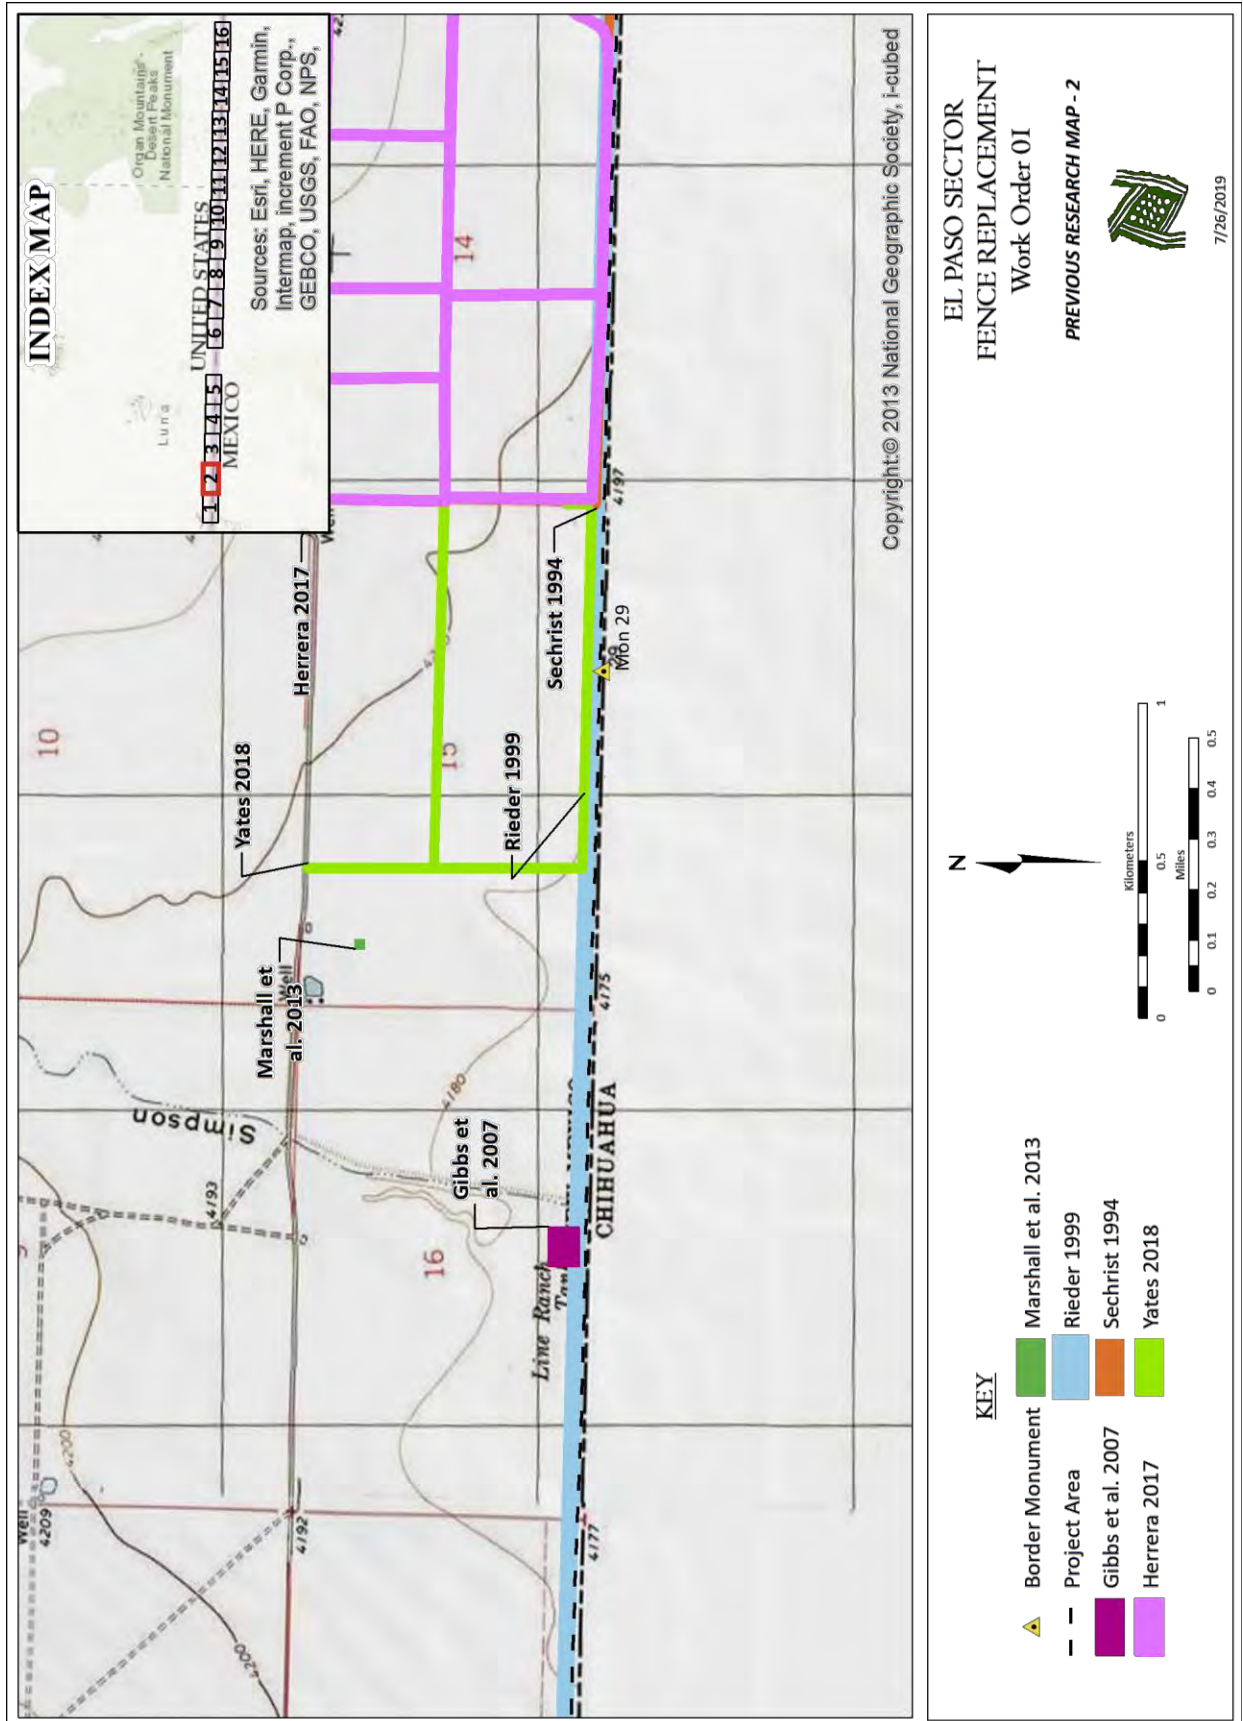 INDEX MAP
Organ Mountains-
Desert Peaks
National Monument
Luna
UNITED STATES
MEXICO
1 2 3 4 5 6 7 8 9 10 11 12 13 14 15 16
Sources: Esri, HERE, Garmin,
Intermap, increment P Corp.,
GEBCO, USGS, FAO, NPS,
10
14
15
16
Well
4209
4200
4200
4192
4193
Simpson
Well
Marshall et
al. 2013
Yates 2018
Herrera 2017
4180
Gibbs et
al. 2007
Rieder 1999
Sechrist 1994
Line Ranch
CHIHUAHUA
4177
4175
4197
29
Mon 29
Copyright:© 2013 National Geographic Society, i-cubed
KEY
Border Monument
Project Area
Gibbs et al. 2007
Herrera 2017
Marshall et al. 2013
Rieder 1999
Sechrist 1994
Yates 2018
N
Kilometers
0 0.5 1
Miles
0 0.1 0.2 0.3 0.4 0.5
EL PASO SECTOR
FENCE REPLACEMENT
Work Order 01
PREVIOUS RESEARCH MAP - 2
7/26/2019